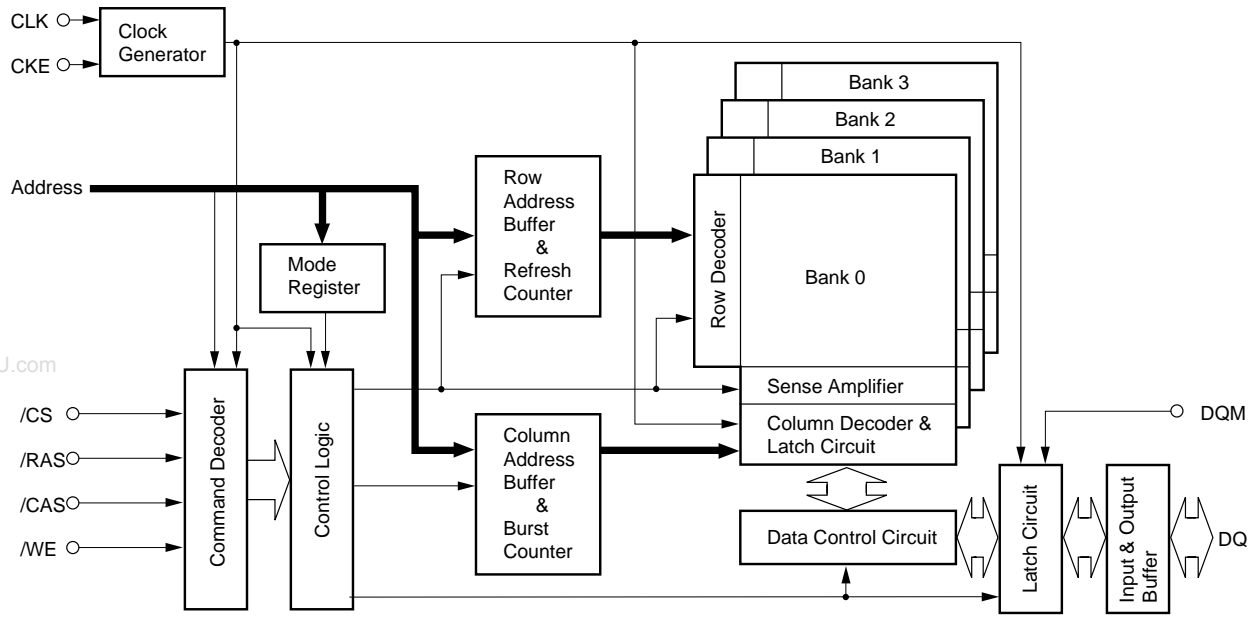 CLK
CKE
Clock
Generator
Bank 3
Bank 2
Bank 1
Address
Row
Address
Buffer
&
Refresh
Counter
Row Decoder
Bank 0
Mode
Register
J.com
Sense Amplifier
Column Decoder &
Latch Circuit
/CS
/RAS
/CAS
/WE
Command Decoder
Control Logic
Column
Address
Buffer
&
Burst
Counter
DQM
Data Control Circuit
Latch Circuit
Input & Output
Buffer
DQ